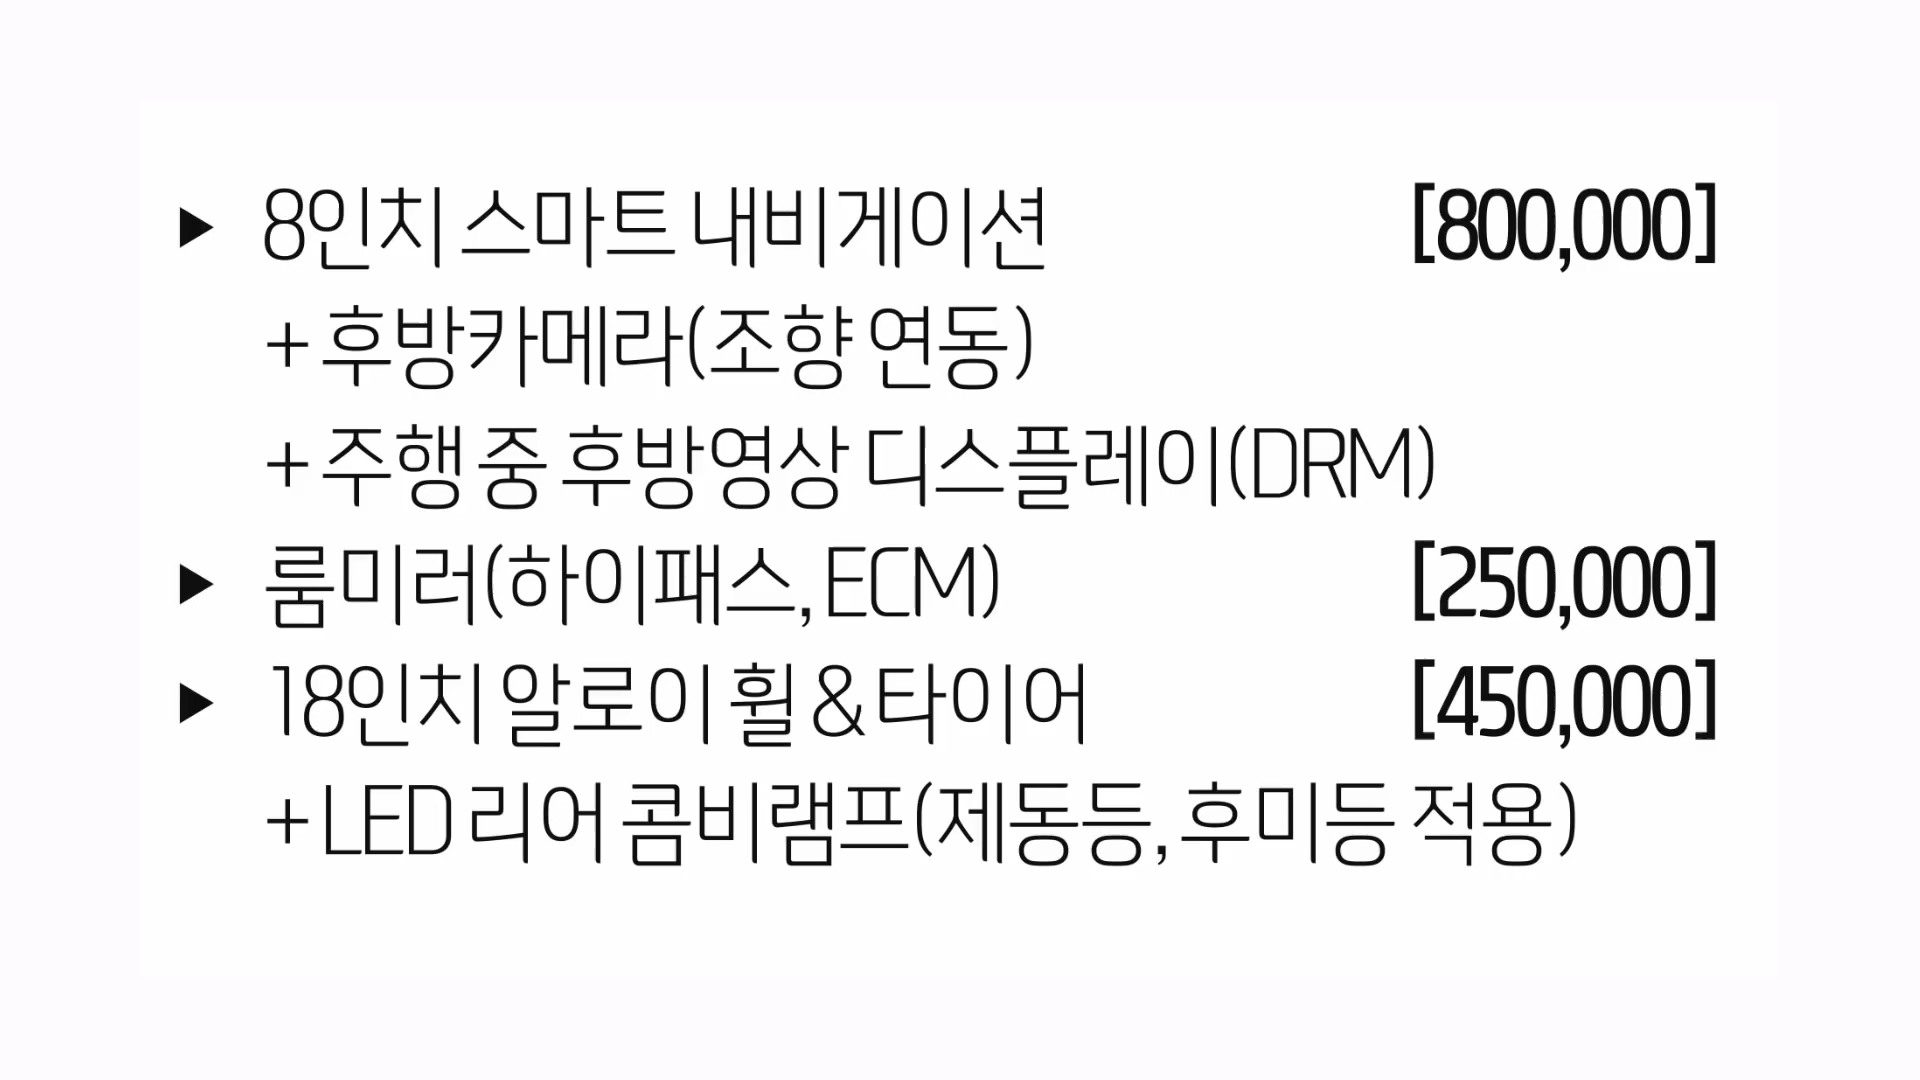 ▶ 8인치 스마트 내비게이션 [800,000]
+ 후방카메라(조향 연동)
+ 주행 중 후방영상 디스플레이(DRM)
▶ 룸미러(하이패스, ECM) [250,000]
▶ 18인치 알로이 휠 & 타이어 [450,000]
+ LED 리어 콤비램프(제동등, 후미등 적용)